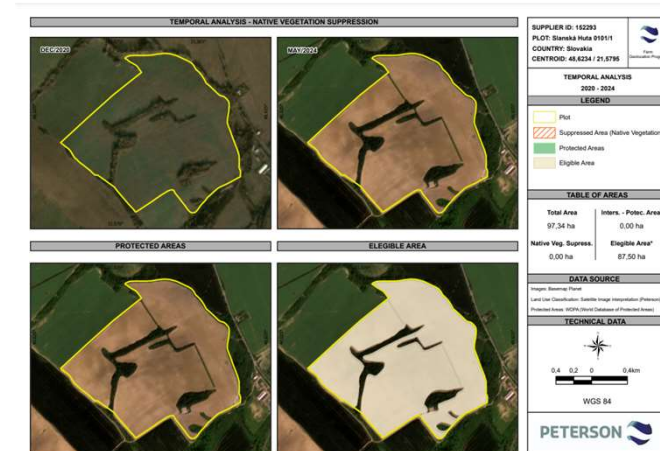 TEMPORAL ANALYSIS - NATIVE VEGETATION SUPPRESSION
DEC/2020
MAY/2024
PROTECTED AREAS
ELEGIBLE AREA
SUPPLIER ID: 152293
PLOT: Slanská Huta 0101/1
COUNTRY: Slovakia
CENTROID: 48,6234 / 21,5795
TEMPORAL ANALYSIS
2020 - 2024
LEGEND
Plot
Suppressed Area (Native Vegetation
Protected Areas
Eligible Area
TABLE OF AREAS
Total Area
Inters. - Potec. Area
97,34 ha
0,00 ha
Native Veg. Supress.
Elegible Area*
0,00 ha
87,50 ha
DATA SOURCE
Images: Basemap Planet
Land Use Classification: Satellite Image Interpretation (Peterson)
Protected Areas: WDPA (World Database of Protected Areas)
TECHNICAL DATA
0,4 0,2 0 0,4km
WGS 84
PETERSON